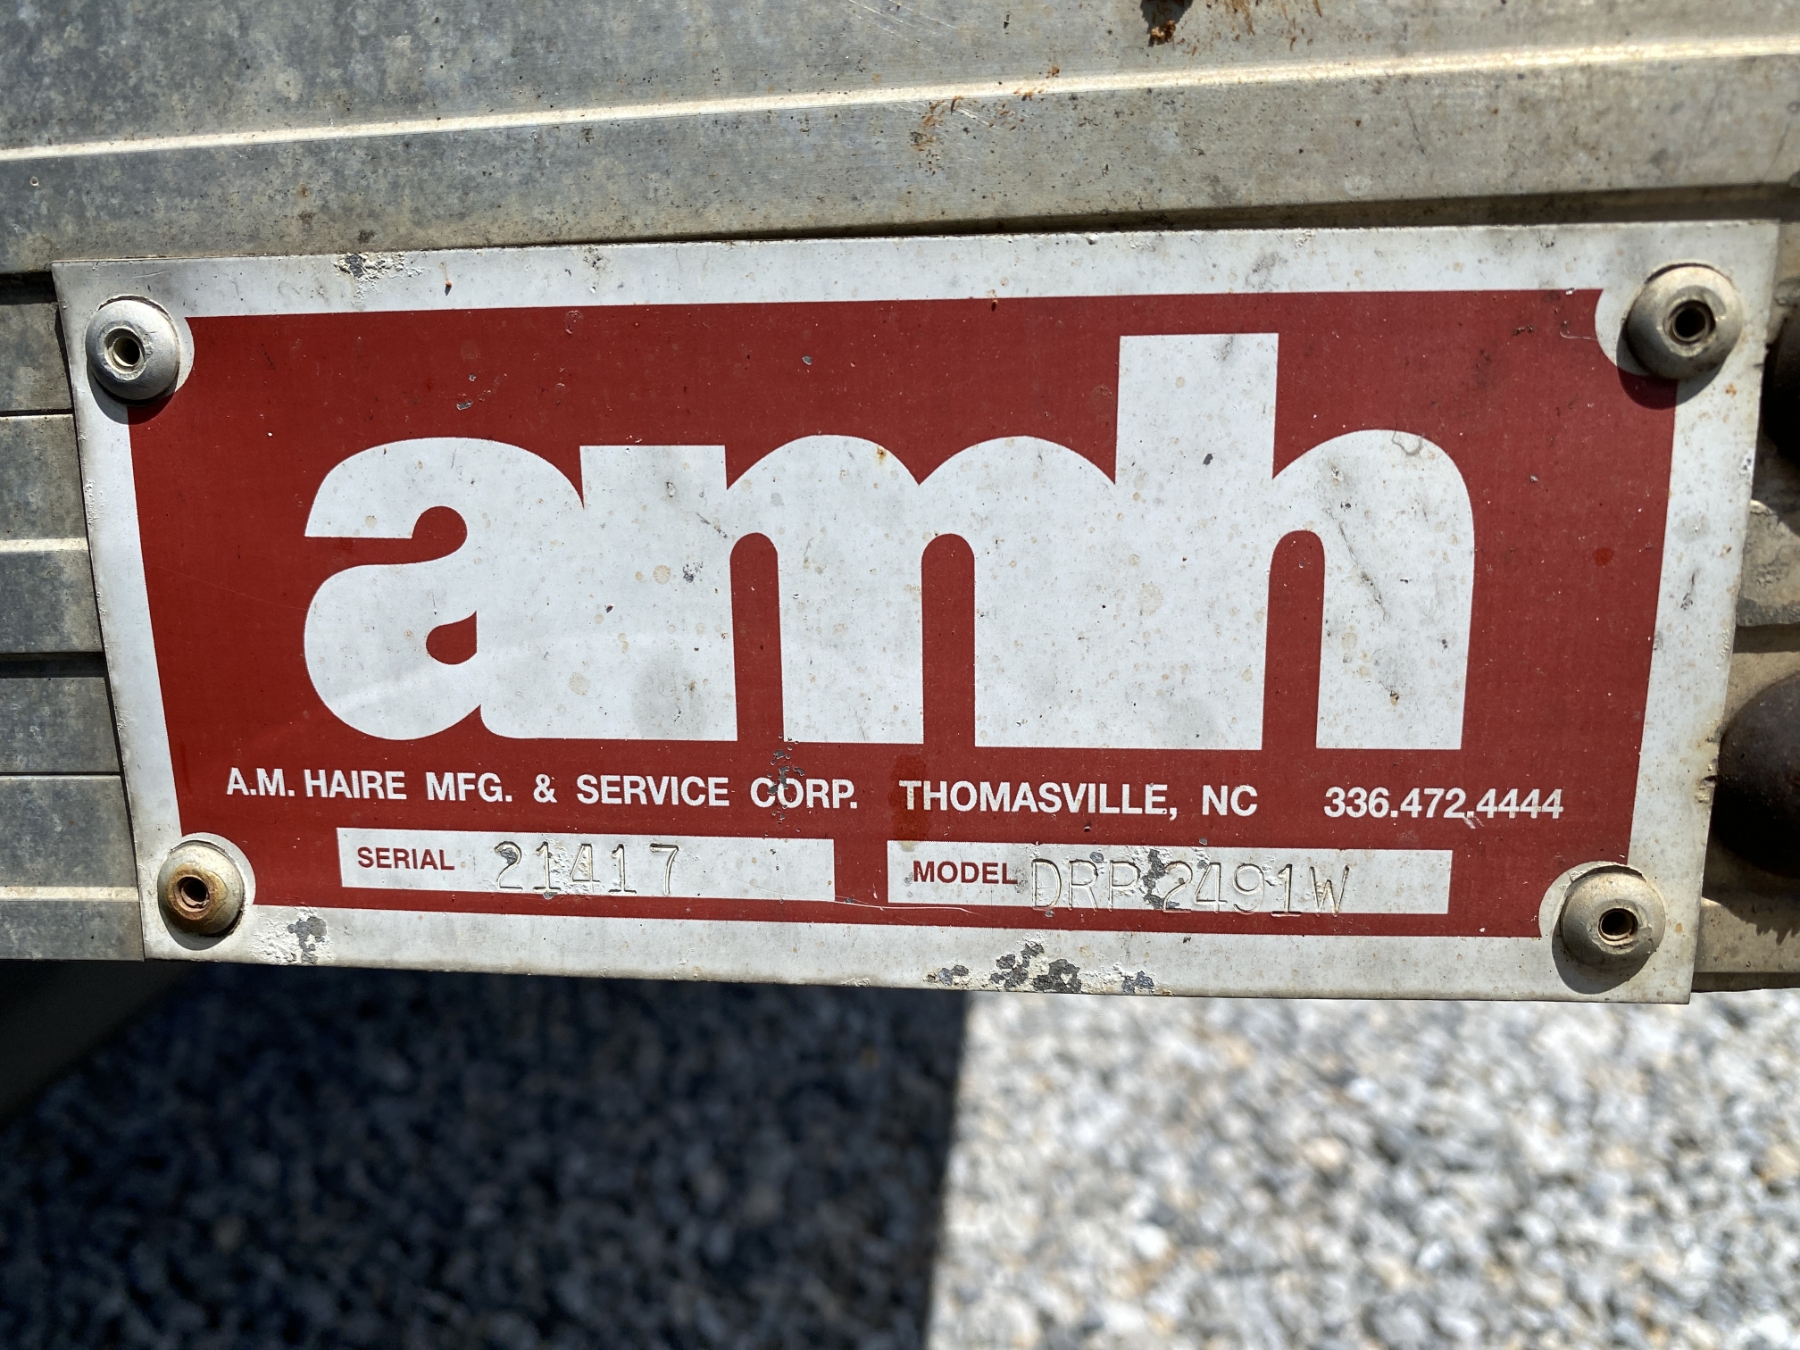 amh
A.M. HAIRE MFG. & SERVICE CORP. THOMASVILLE, NC 336.472.4444
SERIAL 21417 MODEL DRP 2491W